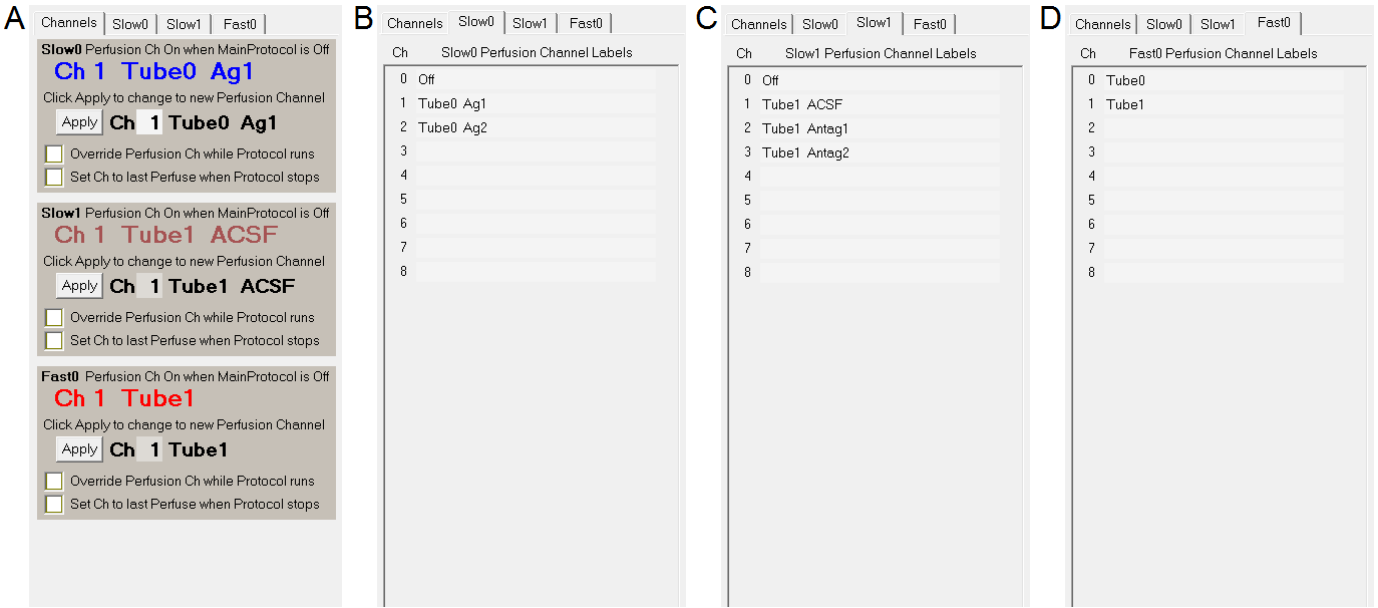 A
Channels Slow0 Slow1 Fast0
Slow0 Perfusion Ch On when MainProtocol is Off
Ch 1 Tube0 Ag1
Click Apply to change to new Perfusion Channel
Apply Ch 1 Tube0 Ag1
Override Perfusion Ch while Protocol runs
Set Ch to last Perfuse when Protocol stops
Slow1 Perfusion Ch On when MainProtocol is Off
Ch 1 Tube1 ACSF
Click Apply to change to new Perfusion Channel
Apply Ch 1 Tube1 ACSF
Override Perfusion Ch while Protocol runs
Set Ch to last Perfuse when Protocol stops
Fast0 Perfusion Ch On when MainProtocol is Off
Ch 1 Tube1
Click Apply to change to new Perfusion Channel
Apply Ch 1 Tube1
Override Perfusion Ch while Protocol runs
Set Ch to last Perfuse when Protocol stops
B
Channels Slow0 Slow1 Fast0
Ch Slow0 Perfusion Channel Labels
0 Off
1 Tube0 Ag1
2 Tube0 Ag2
3
4
5
6
7
8
C
Channels Slow0 Slow1 Fast0
Ch Slow1 Perfusion Channel Labels
0 Off
1 Tube1 ACSF
2 Tube1 Antag1
3 Tube1 Antag2
4
5
6
7
8
D
Channels Slow0 Slow1 Fast0
Ch Fast0 Perfusion Channel Labels
0 Tube0
1 Tube1
2
3
4
5
6
7
8